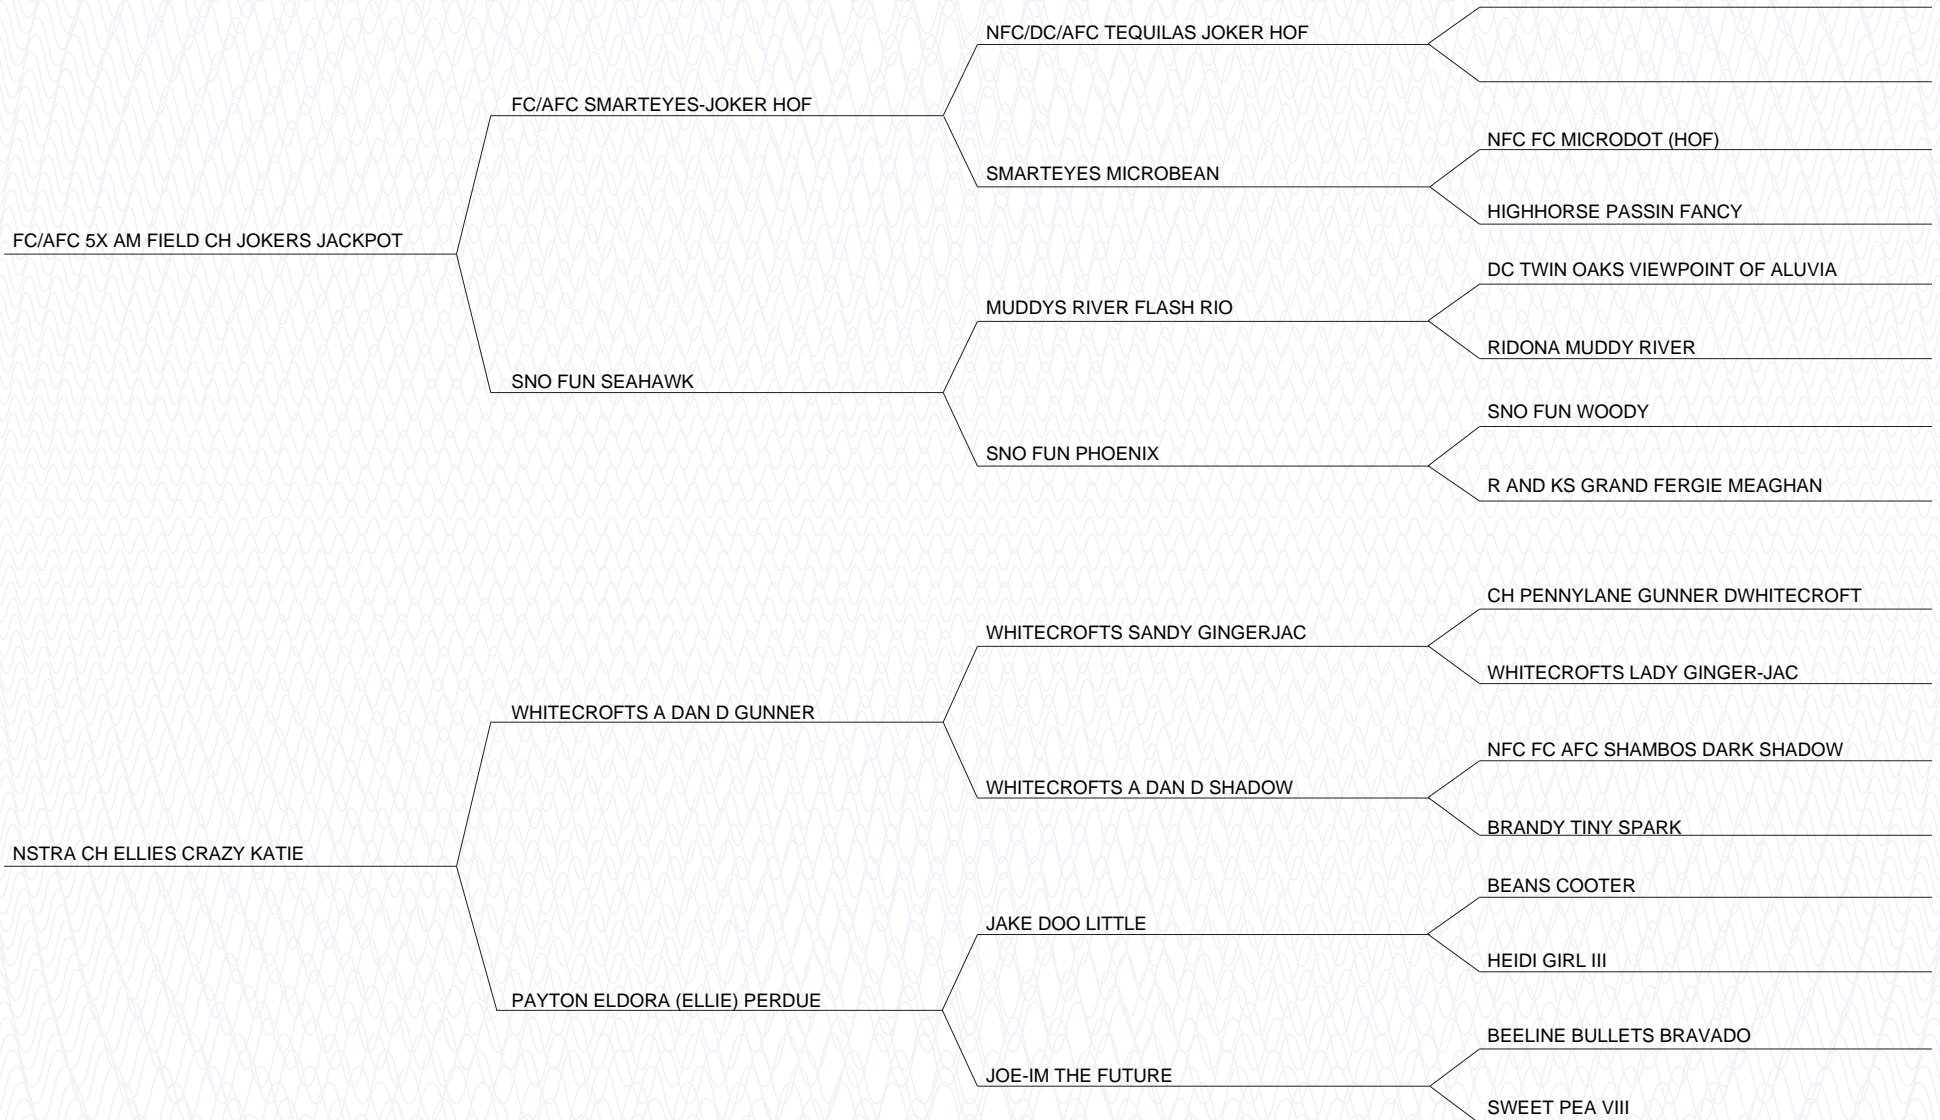 NFC/DC/AFC TEQUILAS JOKER HOF
FC/AFC SMARTEYES-JOKER HOF
NFC FC MICRODOT (HOF)
SMARTEYES MICROBEAN
HIGHHORSE PASSIN FANCY
FC/AFC 5X AM FIELD CH JOKERS JACKPOT
DC TWIN OAKS VIEWPOINT OF ALUVIA
MUDDYS RIVER FLASH RIO
RIDONA MUDDY RIVER
SNO FUN SEAHAWK
SNO FUN WOODY
SNO FUN PHOENIX
R AND KS GRAND FERGIE MEAGHAN
CH PENNYLANE GUNNER DWHITECROFT
WHITECROFTS SANDY GINGERJAC
WHITECROFTS LADY GINGER-JAC
WHITECROFTS A DAN D GUNNER
NFC FC AFC SHAMBOS DARK SHADOW
WHITECROFTS A DAN D SHADOW
BRANDY TINY SPARK
NSTRA CH ELLIES CRAZY KATIE
BEANS COOTER
JAKE DOO LITTLE
HEIDI GIRL III
PAYTON ELDORA (ELLIE) PERDUE
BEELINE BULLETS BRAVADO
JOE-IM THE FUTURE
SWEET PEA VIII